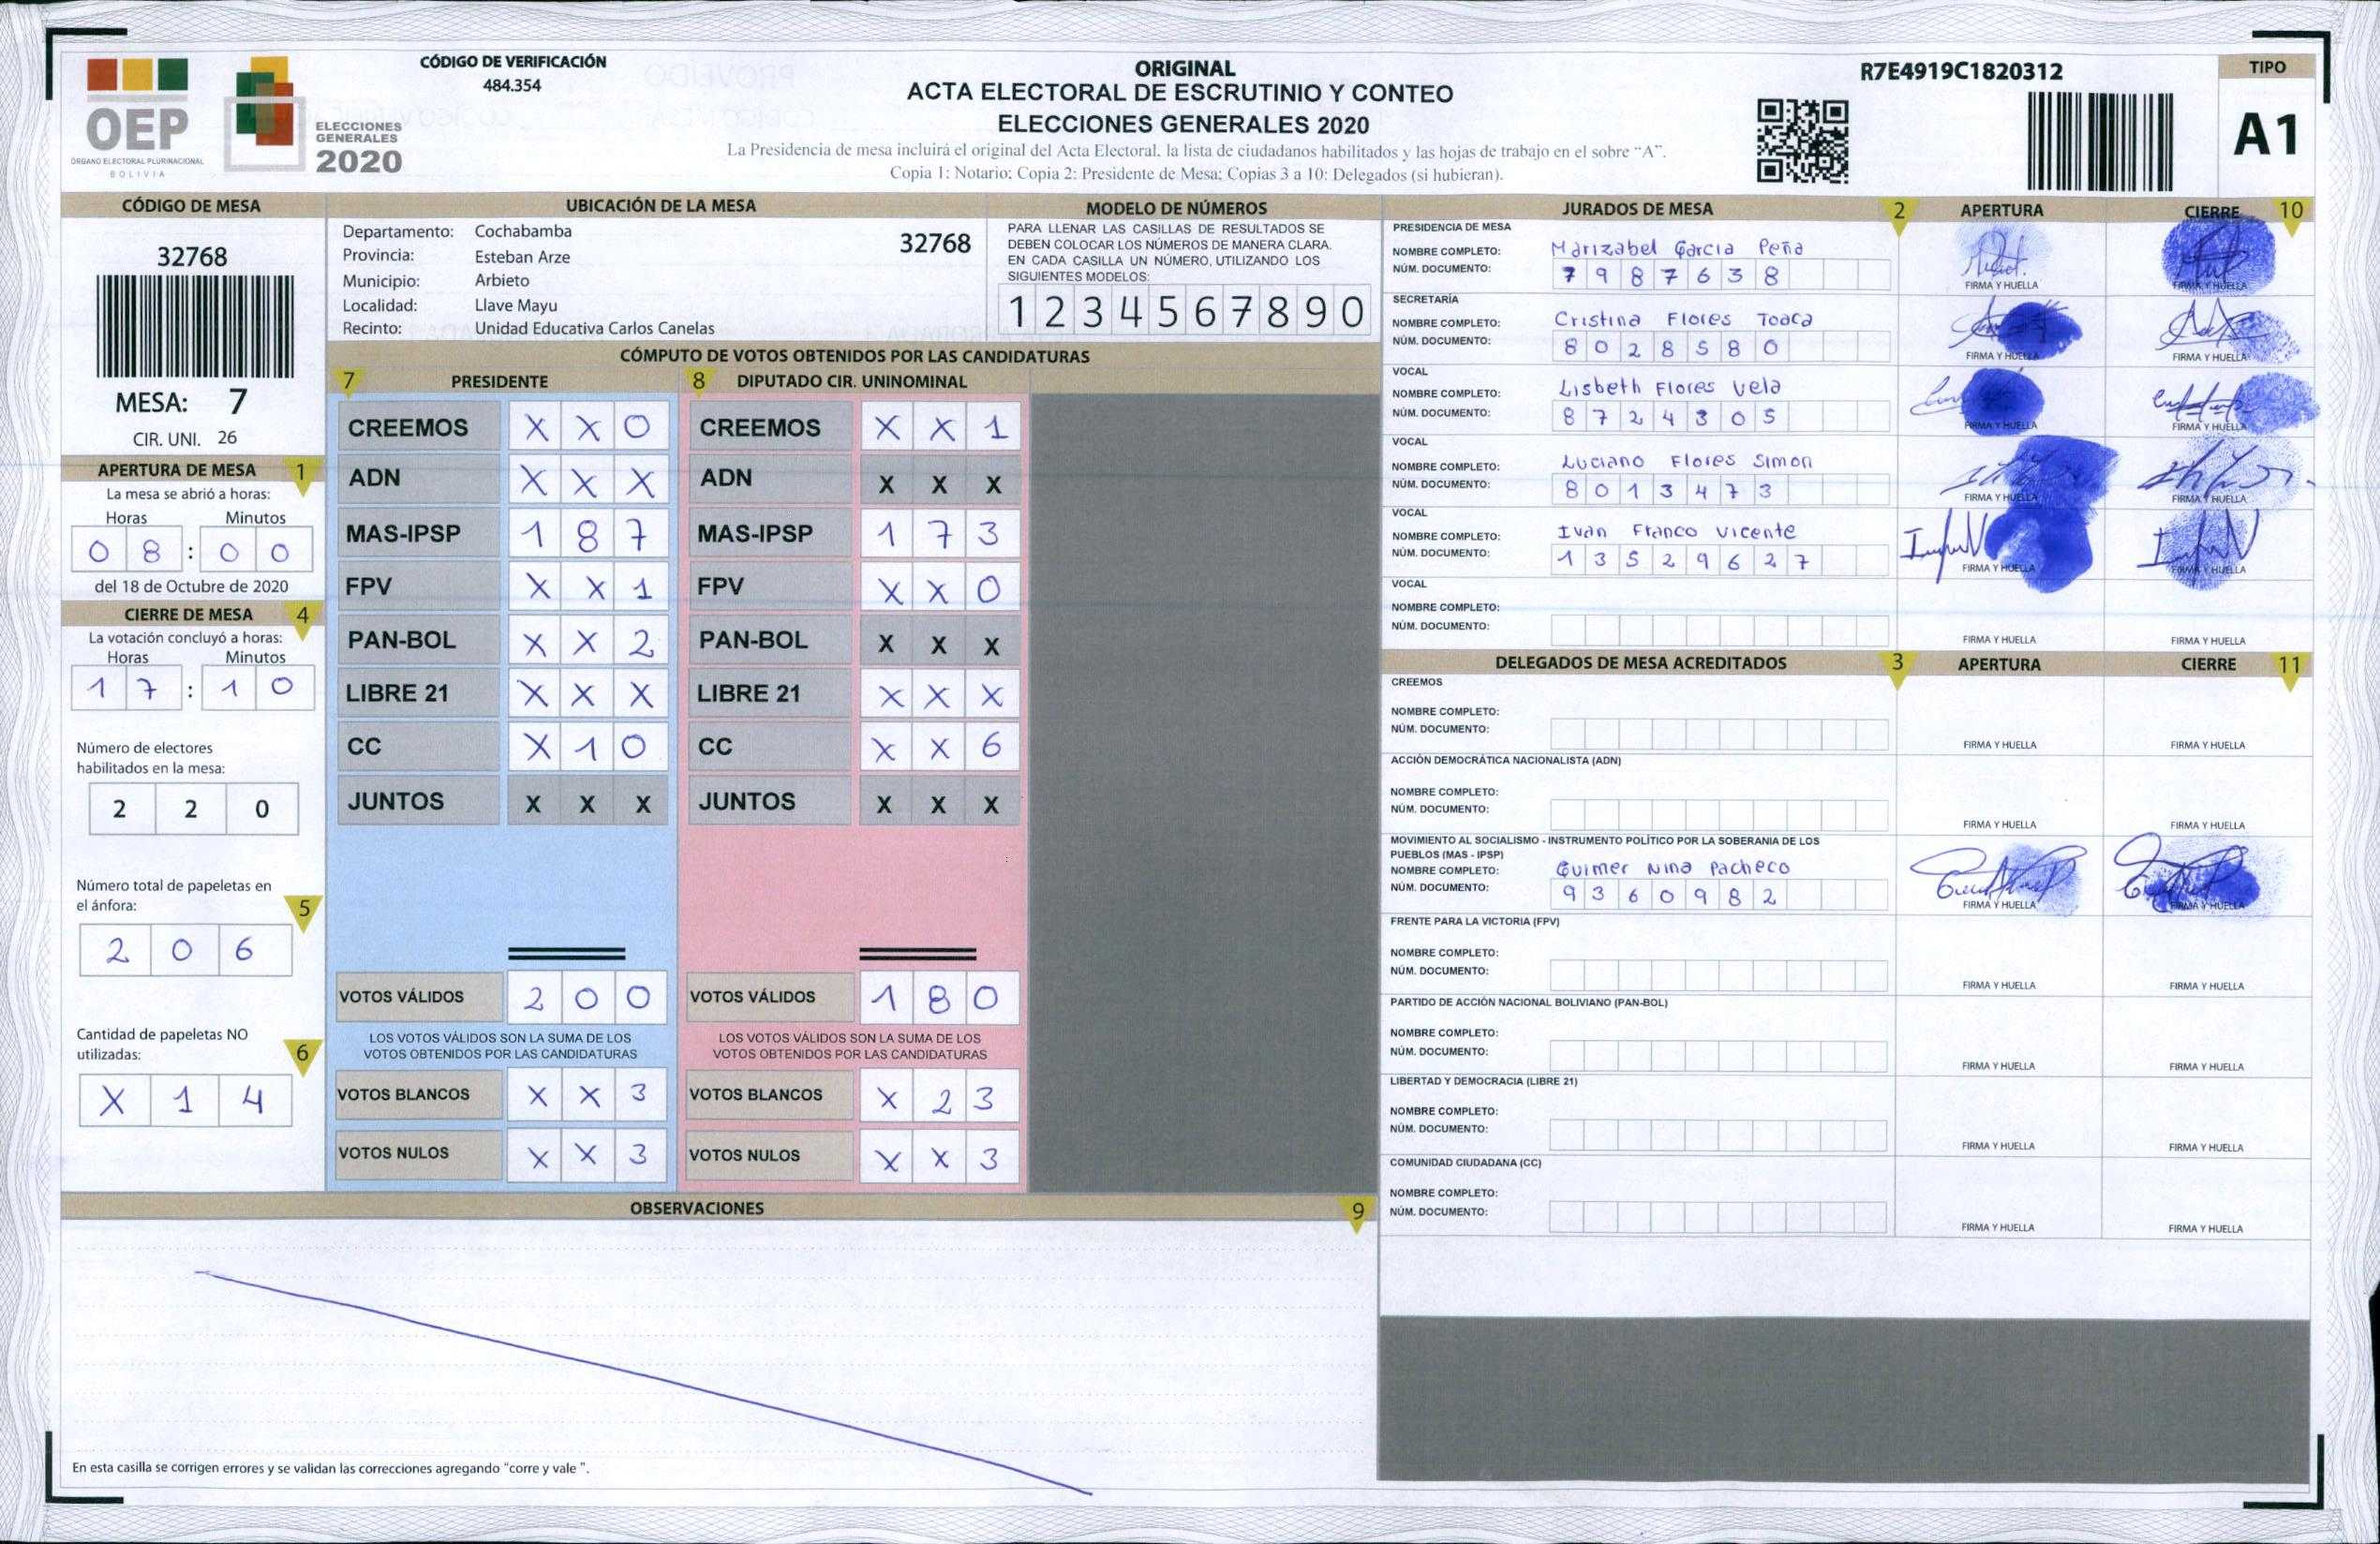 OEP
ÓRGANO ELECTORAL PLURINACIONAL
BOLIVIA
ELECCIONES
GENERALES
2020
CÓDIGO DE VERIFICACIÓN
484.354
ORIGINAL
ACTA ELECTORAL DE ESCRUTINIO Y CONTEO
ELECCIONES GENERALES 2020
La Presidencia de mesa incluirá el original del Acta Electoral, la lista de ciudadanos habilitados y las hojas de trabajo en el sobre “A”.
Copia 1: Notario; Copia 2: Presidente de Mesa; Copias 3 a 10: Delegados (si hubieran).
R7E4919C1820312
TIPO
A1
CÓDIGO DE MESA
32768
MESA: 7
CIR. UNI. 26
APERTURA DE MESA 1
La mesa se abrió a horas:
Horas Minutos
0 8 : 0 0
del 18 de Octubre de 2020
CIERRE DE MESA 4
La votación concluyó a horas:
Horas Minutos
1 7 : 1 0
Número de electores
habilitados en la mesa:
2 2 0
Número total de papeletas en
el ánfora: 5
2 0 6
Cantidad de papeletas NO
utilizadas: 6
X 1 4
UBICACIÓN DE LA MESA
Departamento: Cochabamba 32768
Provincia: Esteban Arze
Municipio: Arbieto
Localidad: Llave Mayu
Recinto: Unidad Educativa Carlos Canelas
MODELO DE NÚMEROS
PARA LLENAR LAS CASILLAS DE RESULTADOS SE
DEBEN COLOCAR LOS NÚMEROS DE MANERA CLARA.
EN CADA CASILLA UN NÚMERO, UTILIZANDO LOS
SIGUIENTES MODELOS:
1 2 3 4 5 6 7 8 9 0
CÓMPUTO DE VOTOS OBTENIDOS POR LAS CANDIDATURAS
7 PRESIDENTE 8 DIPUTADO CIR. UNINOMINAL
CREEMOS X X 0 CREEMOS X X 1
ADN X X X ADN X X X
MAS-IPSP 1 8 7 MAS-IPSP 1 7 3
FPV X X 1 FPV X X 0
PAN-BOL X X 2 PAN-BOL X X X
LIBRE 21 X X X LIBRE 21 X X X
CC X 1 0 CC X X 6
JUNTOS X X X JUNTOS X X X
VOTOS VÁLIDOS 2 0 0 VOTOS VÁLIDOS 1 8 0
LOS VOTOS VÁLIDOS SON LA SUMA DE LOS LOS VOTOS VÁLIDOS SON LA SUMA DE LOS
VOTOS OBTENIDOS POR LAS CANDIDATURAS VOTOS OBTENIDOS POR LAS CANDIDATURAS
VOTOS BLANCOS X X 3 VOTOS BLANCOS X 2 3
VOTOS NULOS X X 3 VOTOS NULOS X X 3
OBSERVACIONES 9
En esta casilla se corrigen errores y se validan las correcciones agregando “corre y vale ”.
JURADOS DE MESA 2 APERTURA CIERRE 10
PRESIDENCIA DE MESA
NOMBRE COMPLETO: Marizabel Garcia Peña
NÚM. DOCUMENTO: 7 9 8 7 6 3 8
FIRMA Y HUELLA FIRMA Y HUELLA
SECRETARÍA
NOMBRE COMPLETO: Cristina Flores Toaca
NÚM. DOCUMENTO: 8 0 2 8 5 8 0
FIRMA Y HUELLA FIRMA Y HUELLA
VOCAL
NOMBRE COMPLETO: Lisbeth Flores Vela
NÚM. DOCUMENTO: 8 7 2 4 3 0 5
FIRMA Y HUELLA FIRMA Y HUELLA
VOCAL
NOMBRE COMPLETO: Luciano Flores Simon
NÚM. DOCUMENTO: 8 0 1 3 4 7 3
FIRMA Y HUELLA FIRMA Y HUELLA
VOCAL
NOMBRE COMPLETO: Ivan Franco Vicente
NÚM. DOCUMENTO: 1 3 5 2 9 6 2 7
FIRMA Y HUELLA FIRMA Y HUELLA
VOCAL
NOMBRE COMPLETO:
NÚM. DOCUMENTO:
FIRMA Y HUELLA FIRMA Y HUELLA
DELEGADOS DE MESA ACREDITADOS 3 APERTURA CIERRE 11
CREEMOS
NOMBRE COMPLETO:
NÚM. DOCUMENTO:
FIRMA Y HUELLA FIRMA Y HUELLA
ACCIÓN DEMOCRÁTICA NACIONALISTA (ADN)
NOMBRE COMPLETO:
NÚM. DOCUMENTO:
FIRMA Y HUELLA FIRMA Y HUELLA
MOVIMIENTO AL SOCIALISMO - INSTRUMENTO POLÍTICO POR LA SOBERANIA DE LOS
PUEBLOS (MAS - IPSP)
NOMBRE COMPLETO: Guimer Nina Pacheco
NÚM. DOCUMENTO: 9 3 6 0 9 8 2
FIRMA Y HUELLA FIRMA Y HUELLA
FRENTE PARA LA VICTORIA (FPV)
NOMBRE COMPLETO:
NÚM. DOCUMENTO:
FIRMA Y HUELLA FIRMA Y HUELLA
PARTIDO DE ACCIÓN NACIONAL BOLIVIANO (PAN-BOL)
NOMBRE COMPLETO:
NÚM. DOCUMENTO:
FIRMA Y HUELLA FIRMA Y HUELLA
LIBERTAD Y DEMOCRACIA (LIBRE 21)
NOMBRE COMPLETO:
NÚM. DOCUMENTO:
FIRMA Y HUELLA FIRMA Y HUELLA
COMUNIDAD CIUDADANA (CC)
NOMBRE COMPLETO:
NÚM. DOCUMENTO:
FIRMA Y HUELLA FIRMA Y HUELLA